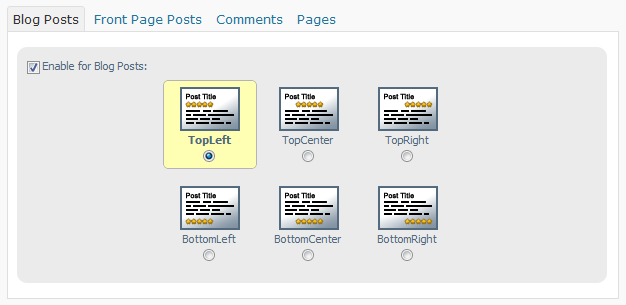 Blog Posts Front Page Posts Comments Pages
Enable for Blog Posts:
Post Title Post Title Post Title
TopLeft TopCenter TopRight
Post Title Post Title Post Title
BottomLeft BottomCenter BottomRight